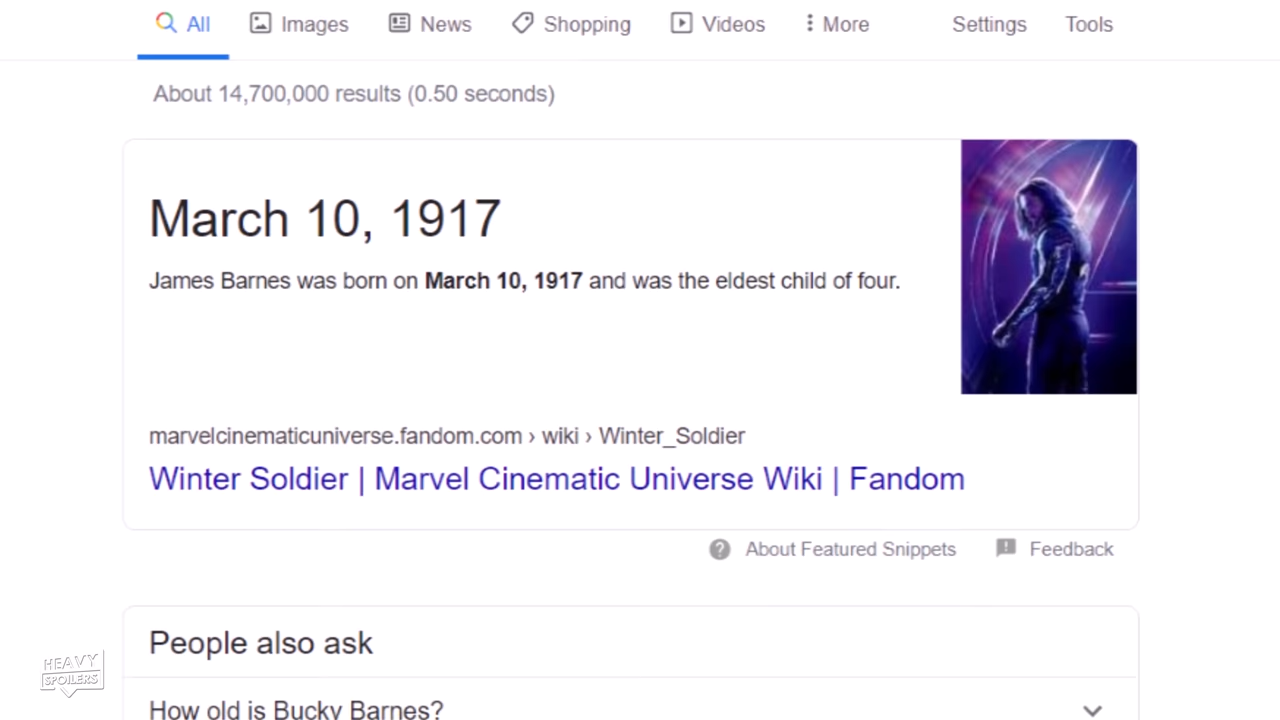 All Images News Shopping Videos More Settings Tools
About 14,700,000 results (0.50 seconds)
March 10, 1917
James Barnes was born on March 10, 1917 and was the eldest child of four.
marvelcinematicuniverse.fandom.com › wiki › Winter_Soldier
Winter Soldier | Marvel Cinematic Universe Wiki | Fandom
About Featured Snippets Feedback
People also ask
HEAVY
SPOILERS
How old is Bucky Barnes?